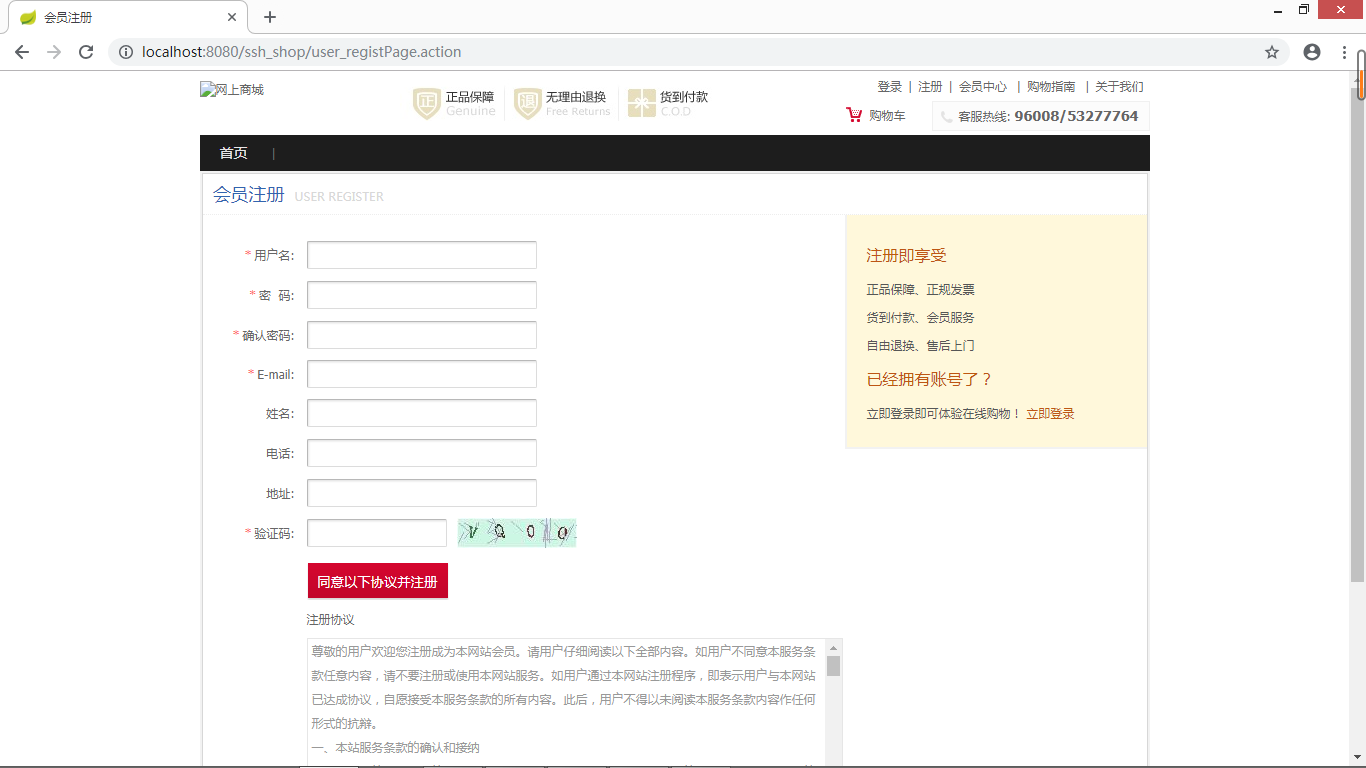 会员注册
localhost:8080/ssh_shop/user_registPage.action
网上商城
正品保障
Genuine
无理由退换
Free Returns
货到付款
C.O.D
登录 | 注册 | 会员中心 | 购物指南 | 关于我们
购物车
客服热线: 96008/53277764
首页 |
会员注册 USER REGISTER
* 用户名:
* 密 码:
* 确认密码:
* E-mail:
姓名:
电话:
地址:
* 验证码:
同意以下协议并注册
注册协议
尊敬的用户欢迎您注册成为本网站会员。请用户仔细阅读以下全部内容。如用户不同意本服务条
款任意内容，请不要注册或使用本网站服务。如用户通过本网站注册程序，即表示用户与本网站
已达成协议，自愿接受本服务条款的所有内容。此后，用户不得以未阅读本服务条款内容作任何
形式的抗辩。
一、本站服务条款的确认和接纳
注册即享受
正品保障、正规发票
货到付款、会员服务
自由退换、售后上门
已经拥有账号了？
立即登录即可体验在线购物！ 立即登录